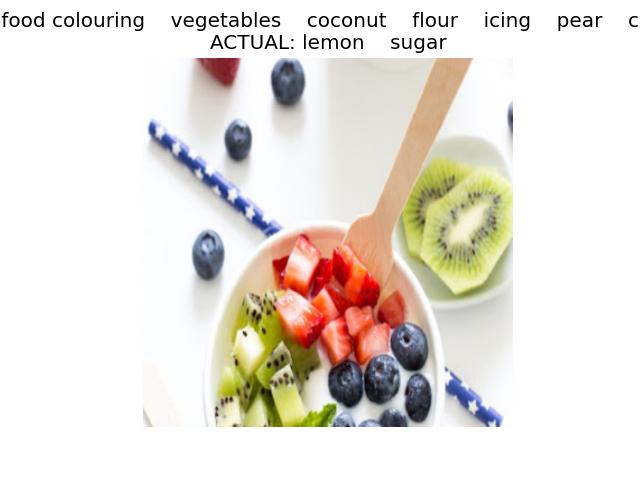 food colouring vegetables coconut flour icing pear c
ACTUAL: lemon sugar